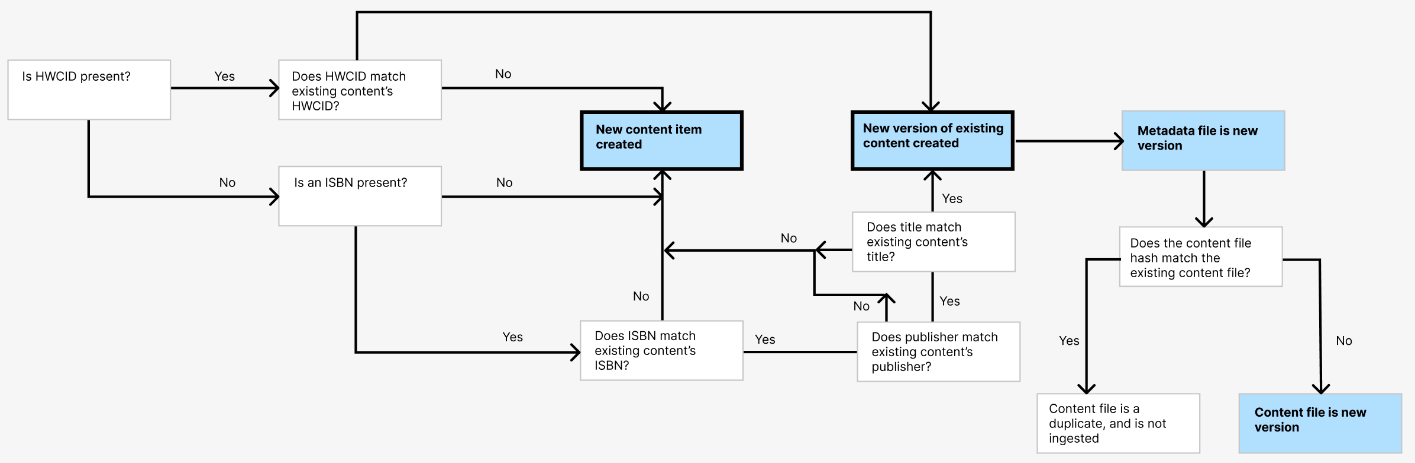 Is HWCID present?
Yes
Does HWCID match
existing content's
HWCID?
No
New content item
created
New version of existing
content created
Metadata file is new
version
No
Is an ISBN present?
No
Yes
Does title match
existing content's
title?
No
Does the content file
hash match the
existing content file?
No
Yes
No
Yes
Does ISBN match
existing content's
ISBN?
Yes
Does publisher match
existing content's
publisher?
Yes
No
Content file is a
duplicate, and is not
ingested
Content file is new
version